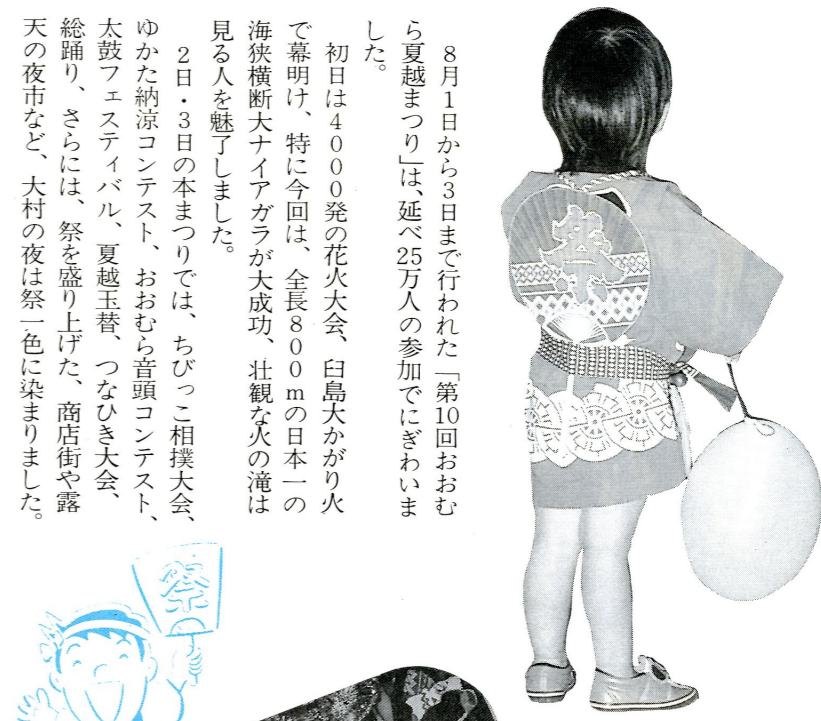 ８月１日から３日まで行われた「第10回おおむ
ら夏越まつり」は、延べ25万人の参加でにぎわいま
した。
初日は４０００発の花火大会、臼島大かがり火
で幕明け、特に今回は、全長８００ｍの日本一の
海狭横断大ナイアガラが大成功、壮観な火の滝は
見る人を魅了しました。
２日・３日の本まつりでは、ちびっこ相撲大会、
ゆかた納涼コンテスト、おおむら音頭コンテスト、
太鼓フェスティバル、夏越玉替、つなひき大会、
総踊り、さらには、祭を盛り上げた、商店街や露
天の夜市など、大村の夜は祭一色に染まりました。
祭